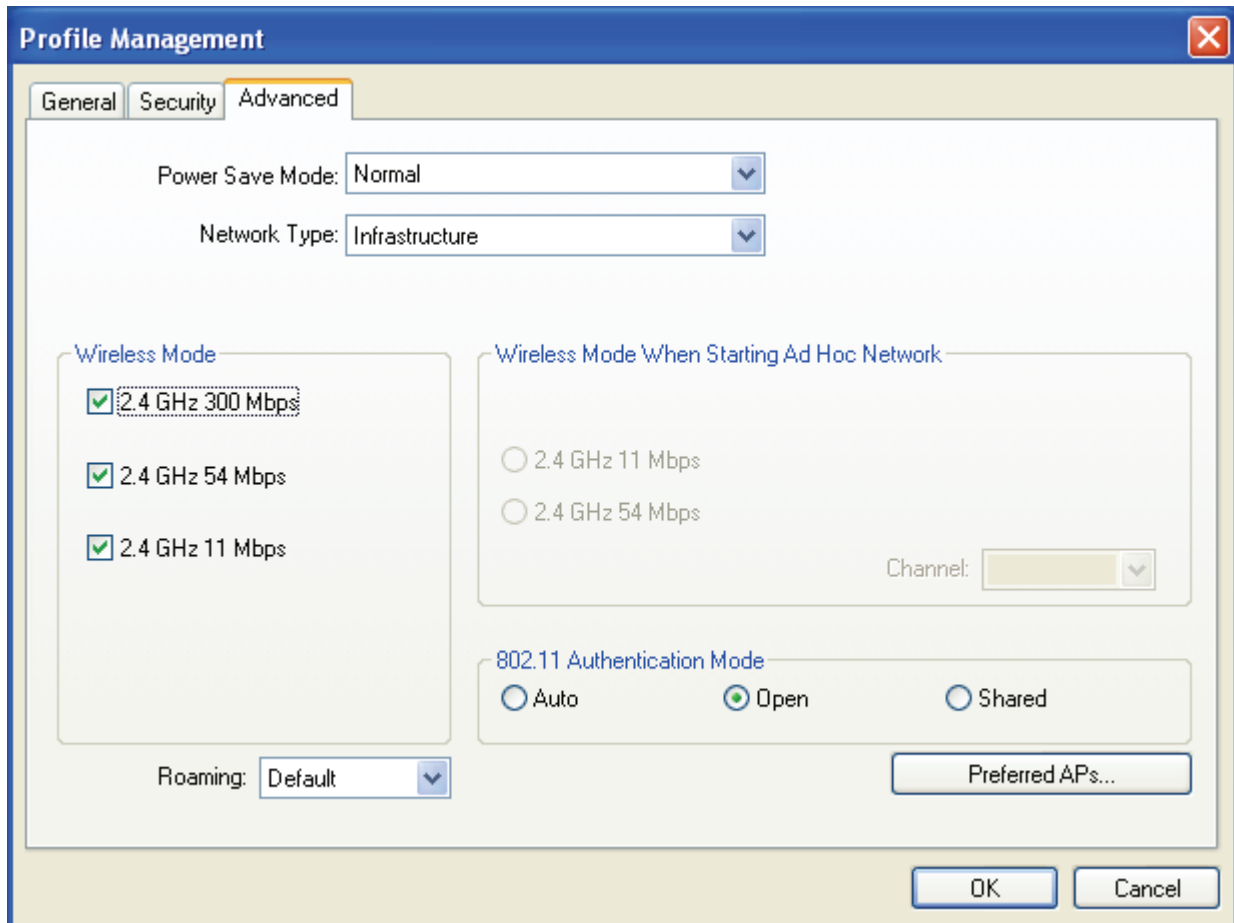 Profile Management
General Security Advanced
Power Save Mode: Normal
Network Type: Infrastructure
Wireless Mode
2.4 GHz 300 Mbps
2.4 GHz 54 Mbps
2.4 GHz 11 Mbps
Wireless Mode When Starting Ad Hoc Network
2.4 GHz 11 Mbps
2.4 GHz 54 Mbps
Channel:
802.11 Authentication Mode
Auto Open Shared
Roaming: Default
Preferred APs...
OK Cancel